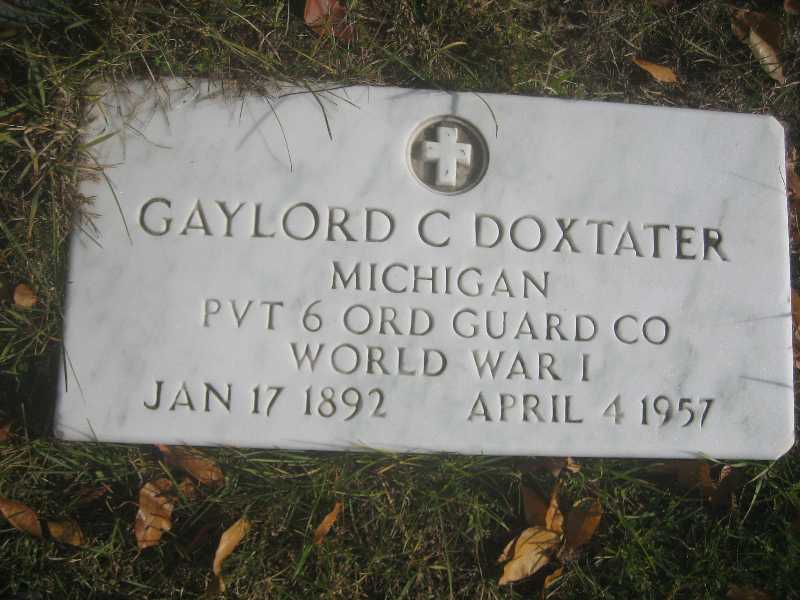 GAYLORD C DOXTATER
MICHIGAN
PVT 6 ORD GUARD CO
WORLD WAR I
JAN 17 1892 APRIL 4 1957